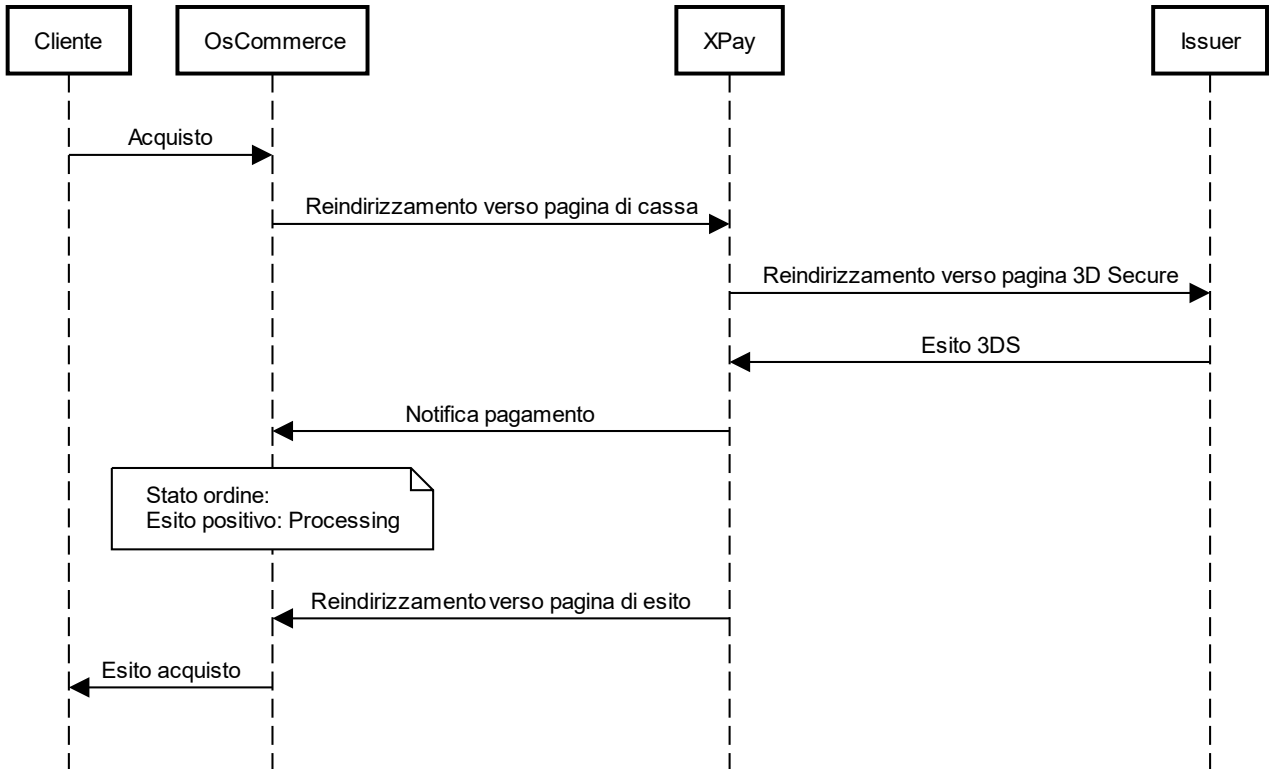 Cliente
OsCommerce
XPay
Issuer
Acquisto
Reindirizzamento verso pagina di cassa
Reindirizzamento verso pagina 3D Secure
Esito 3DS
Notifica pagamento
Stato ordine:
Esito positivo: Processing
Reindirizzamento verso pagina di esito
Esito acquisto